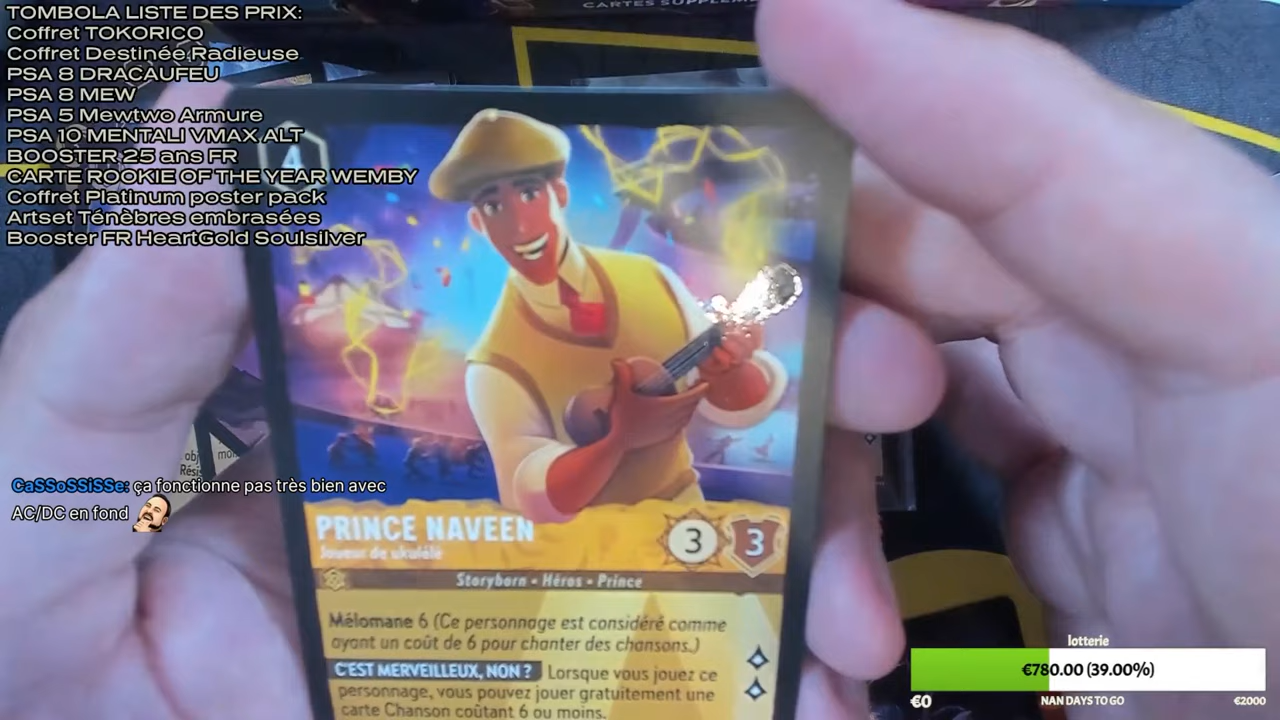 CARTES SUPPLÉM
TOMBOLA LISTE DES PRIX:
Coffret TOKORICO
Coffret Destinée Radieuse
PSA 8 DRACAUFEU
PSA 8 MEW
PSA 5 Mewtwo Armure
PSA 10 MENTALI VMAX ALT
BOOSTER 25 ans FR
CARTE ROOKIE OF THE YEAR WEMBY
Coffret Platinum poster pack
Artset Ténèbres embrasées
Booster FR HeartGold Soulsilver
4
CaSSoSSiSSe: ça fonctionne pas très bien avec
AC/DC en fond
PRINCE NAVEEN
Joueur de ukulélé
3 3
Storyborn • Héros • Prince
Mélomane 6 (Ce personnage est considéré comme
ayant un coût de 6 pour chanter des chansons.)
C'EST MERVEILLEUX, NON ? Lorsque vous jouez ce
personnage, vous pouvez jouer gratuitement une
carte Chanson coûtant 6 ou moins.
lotterie
€780.00 (39.00%)
€0 NAN DAYS TO GO €2000